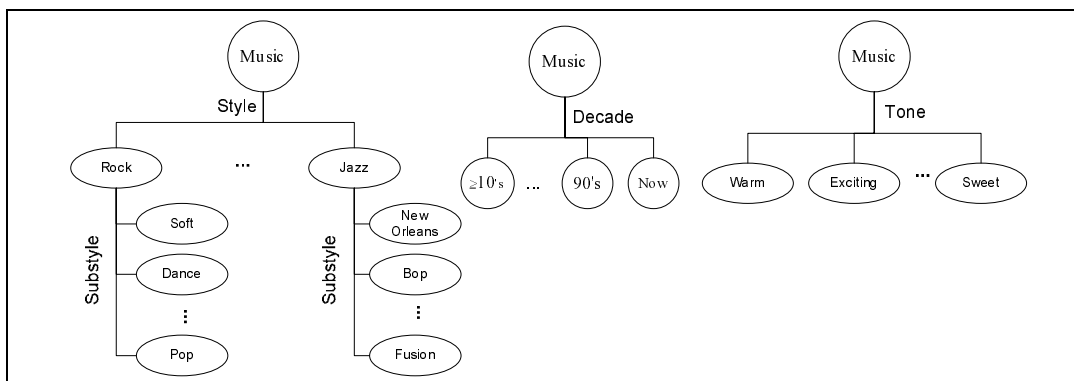 Music
Style
Rock
...
Jazz
Substyle
Soft
Dance
...
Pop
Substyle
New
Orleans
Bop
...
Fusion
Music
Decade
≥10's
...
90's
Now
Music
Tone
Warm
Exciting
...
Sweet